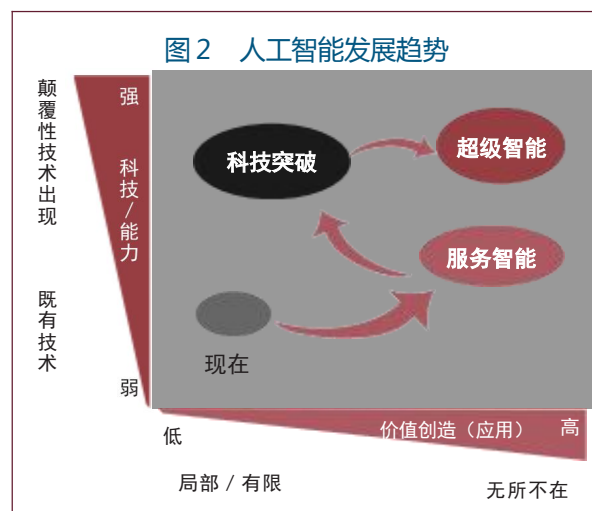 图2 人工智能发展趋势
颠覆性技术出现
既有技术
强
科技/能力
弱
科技突破
超级智能
服务智能
现在
低
价值创造（应用）
高
局部/有限
无所不在